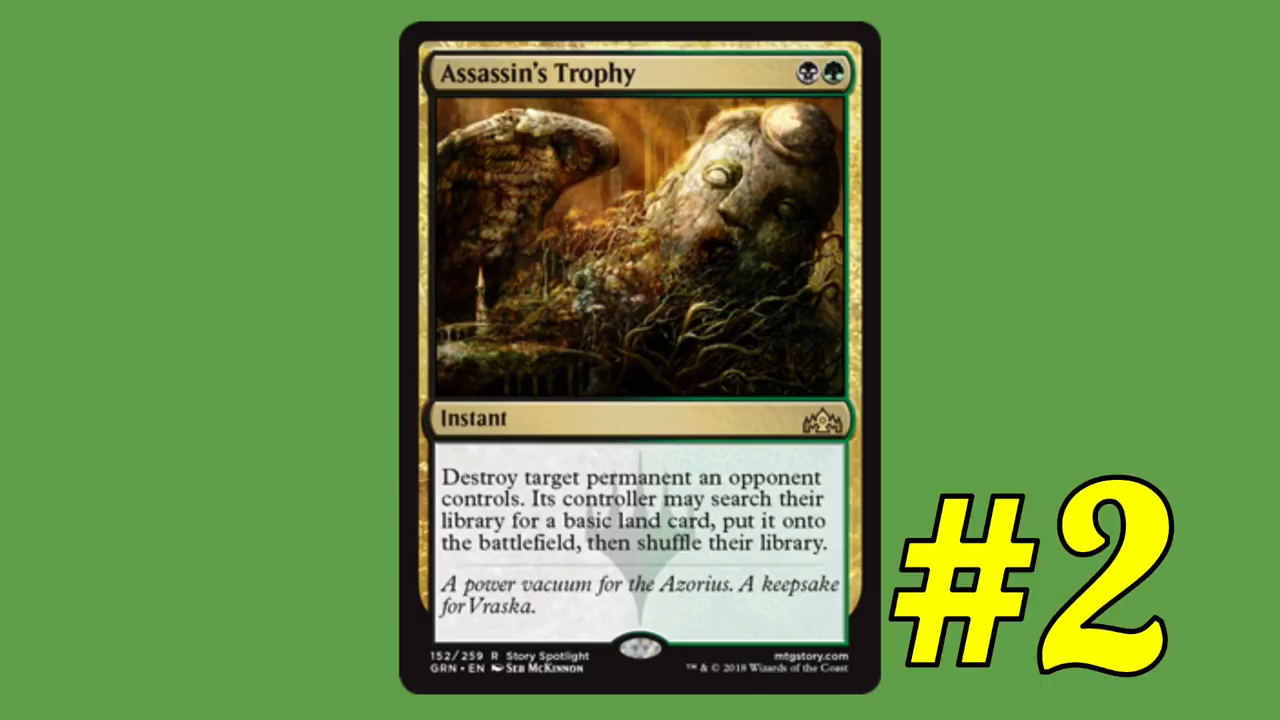 Assassin's Trophy
Instant
Destroy target permanent an opponent
controls. Its controller may search their
library for a basic land card, put it onto
the battlefield, then shuffle their library.
A power vacuum for the Azorius. A keepsake
for Vraska.
152/259 R Story Spotlight
GRN • EN Seb McKinnon
mtgstory.com
™ & © 2018 Wizards of the Coast
#2